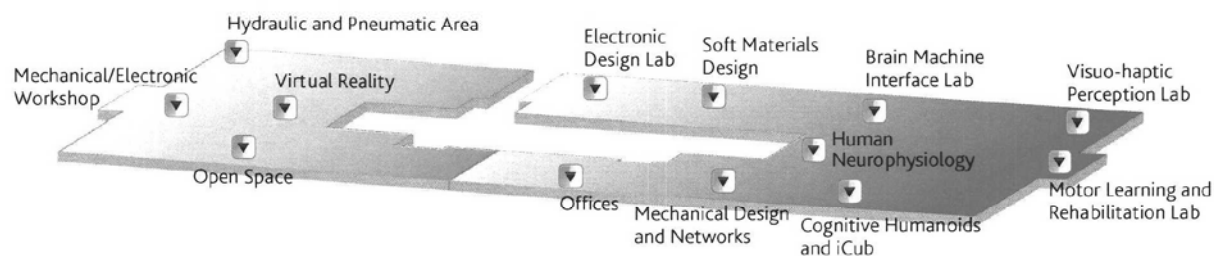 Hydraulic and Pneumatic Area
Mechanical/Electronic
Workshop
Virtual Reality
Open Space
Electronic
Design Lab
Soft Materials
Design
Brain Machine
Interface Lab
Visuo-haptic
Perception Lab
Human
Neurophysiology
Offices
Mechanical Design
and Networks
Cognitive Humanoids
and iCub
Motor Learning and
Rehabilitation Lab